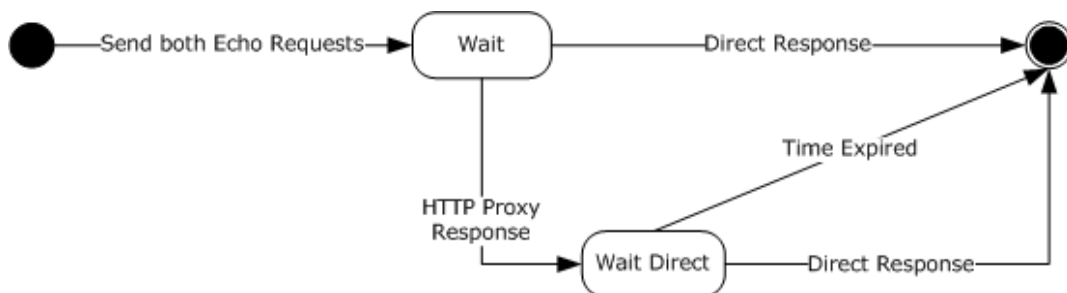 Send both Echo Requests
Wait
Direct Response
Time Expired
HTTP Proxy
Response
Wait Direct
Direct Response